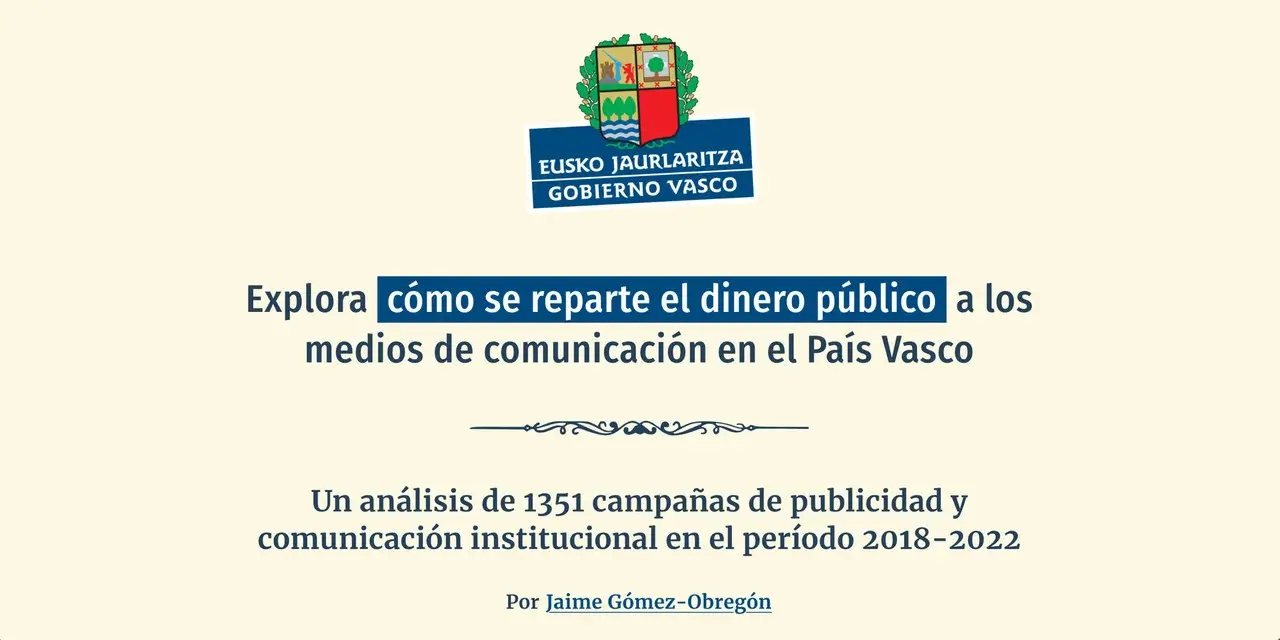 EUSKO JAURLARITZA
GOBIERNO VASCO
Explora cómo se reparte el dinero público a los
medios de comunicación en el País Vasco
Un análisis de 1351 campañas de publicidad y
comunicación institucional en el período 2018-2022
Por Jaime Gómez-Obregón